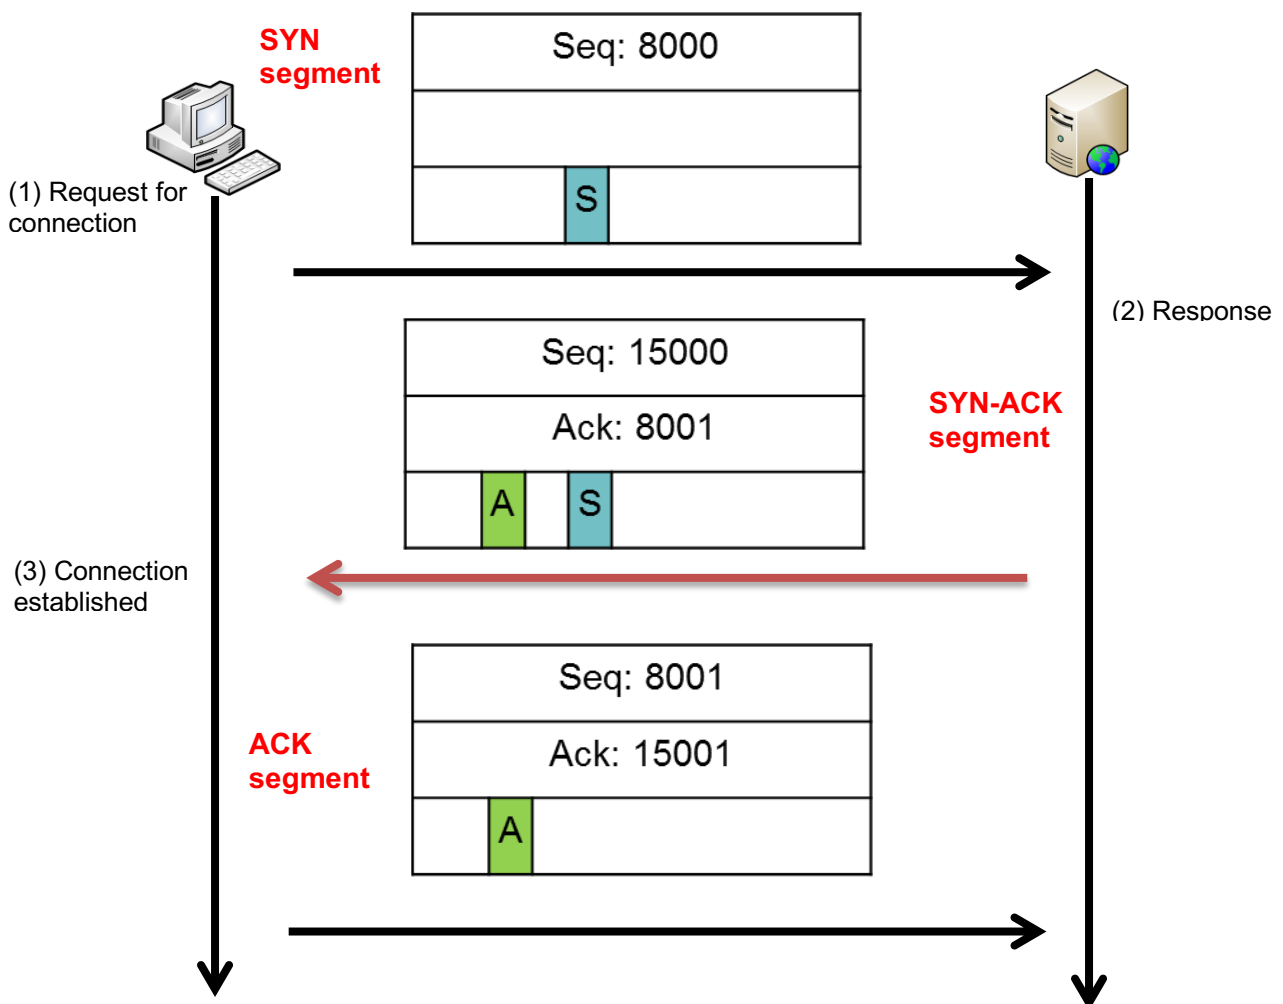 SYN
segment
Seq: 8000
(1) Request for
connection
S
(2) Response
Seq: 15000
Ack: 8001
SYN-ACK
segment
A S
(3) Connection
established
Seq: 8001
ACK
segment
Ack: 15001
A